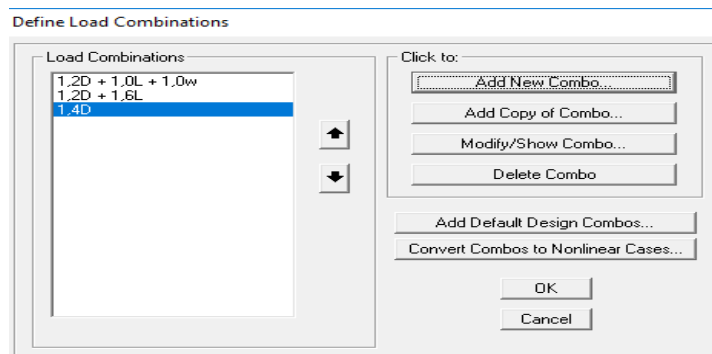 Define Load Combinations
Load Combinations
1,2D + 1,0L + 1,0w
1,2D + 1,6L
1,4D
Click to:
Add New Combo...
Add Copy of Combo...
Modify/Show Combo...
Delete Combo
Add Default Design Combos...
Convert Combos to Nonlinear Cases...
OK
Cancel